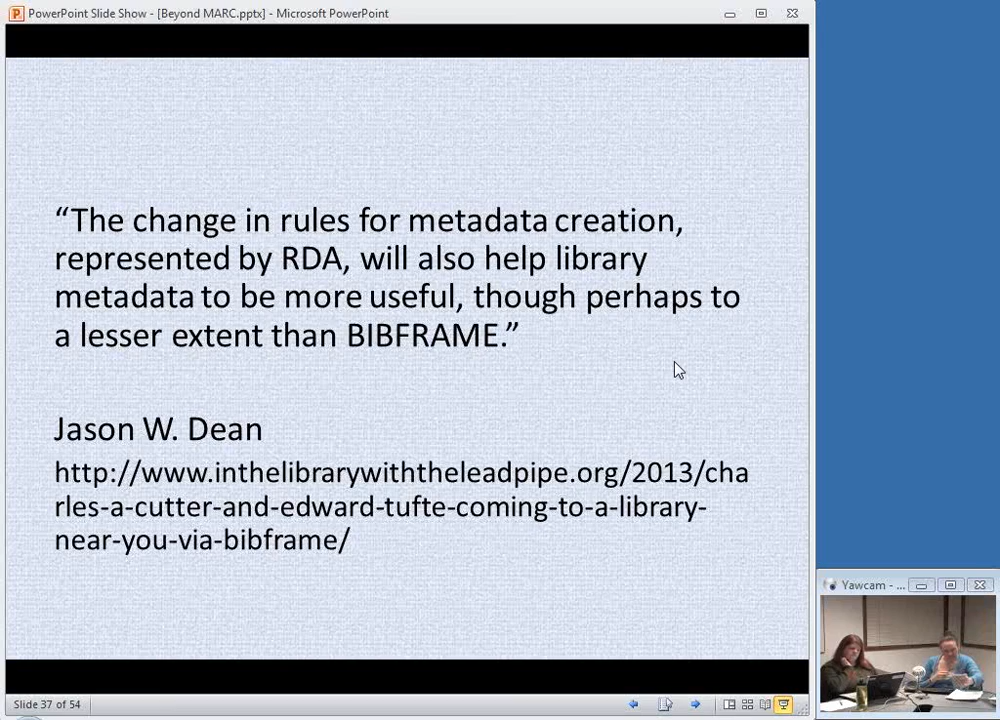 PowerPoint Slide Show - [Beyond MARC.pptx] - Microsoft PowerPoint
“The change in rules for metadata creation,
represented by RDA, will also help library
metadata to be more useful, though perhaps to
a lesser extent than BIBFRAME.”
Jason W. Dean
http://www.inthelibrarywiththeleadpipe.org/2013/cha
rles-a-cutter-and-edward-tufte-coming-to-a-library-
near-you-via-bibframe/
Yawcam - ...
Slide 37 of 54